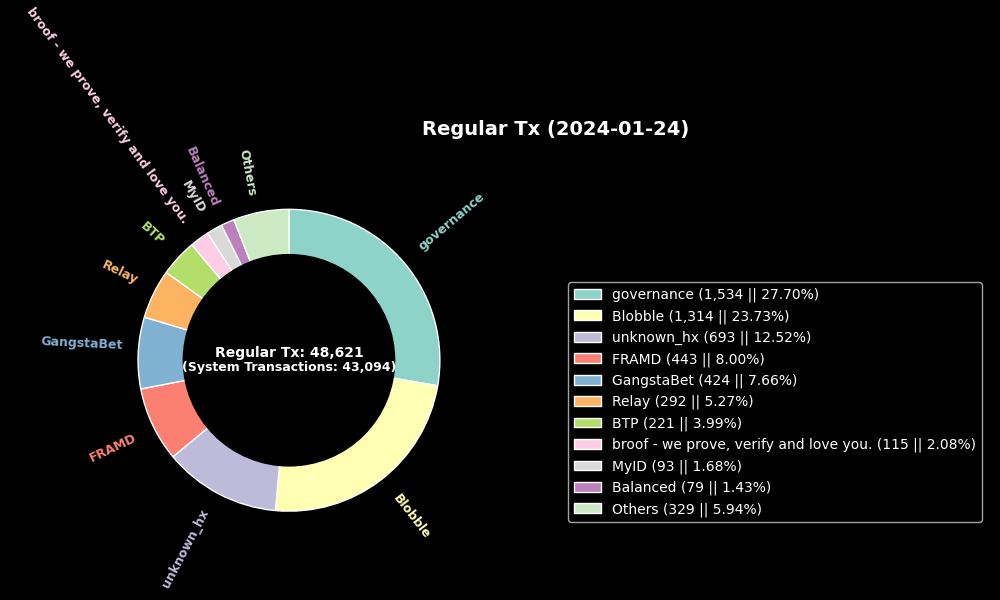 Regular Tx (2024-01-24)
broof - we prove, verify and love you.
MyID
Balanced
Others
governance
BTP
Relay
GangstaBet
FRAMD
unknown_hx
Blobble
Regular Tx: 48,621
(System Transactions: 43,094)
governance (1,534 || 27.70%)
Blobble (1,314 || 23.73%)
unknown_hx (693 || 12.52%)
FRAMD (443 || 8.00%)
GangstaBet (424 || 7.66%)
Relay (292 || 5.27%)
BTP (221 || 3.99%)
broof - we prove, verify and love you. (115 || 2.08%)
MyID (93 || 1.68%)
Balanced (79 || 1.43%)
Others (329 || 5.94%)